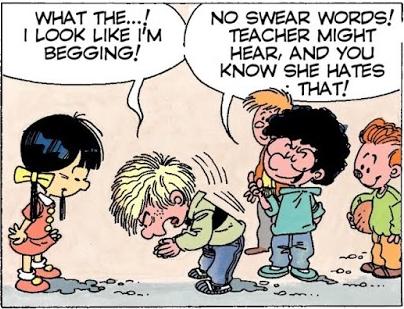 WHAT THE...!
I LOOK LIKE I'M
BEGGING!
NO SWEAR WORDS!
TEACHER MIGHT
HEAR, AND YOU
KNOW SHE HATES
THAT!